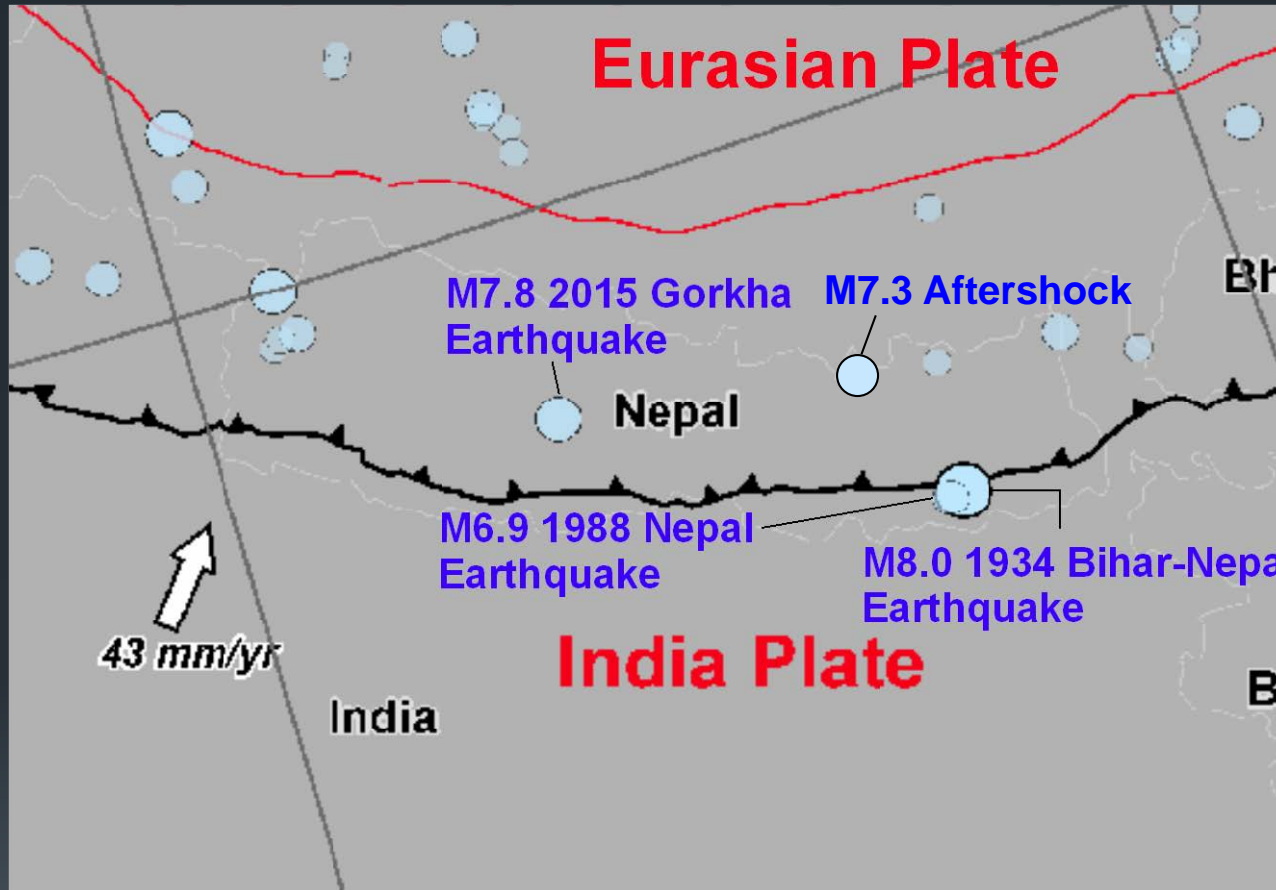 Eurasian Plate
Bh
M7.8 2015 Gorkha
Earthquake
M7.3 Aftershock
Nepal
M6.9 1988 Nepal
Earthquake
M8.0 1934 Bihar-Nepa
Earthquake
43 mm/yr
India Plate
B
India